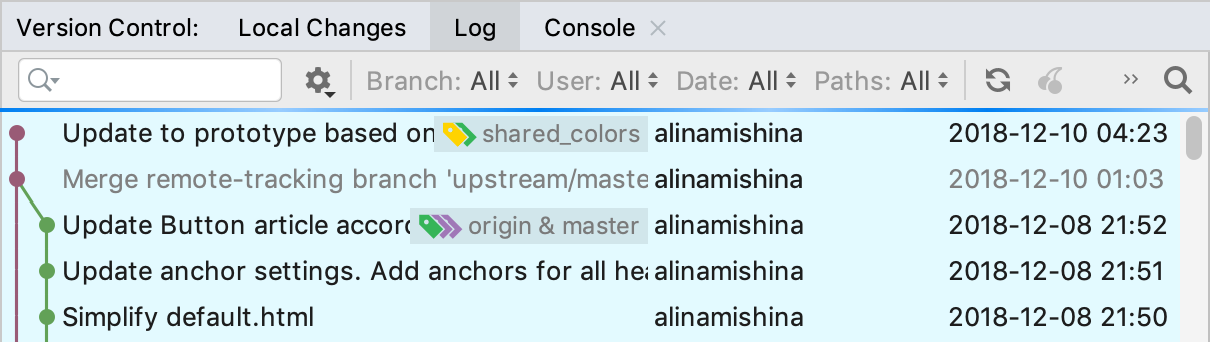 Version Control: Local Changes Log Console
Branch: All User: All Date: All Paths: All
Update to prototype based on shared_colors alinamishina 2018-12-10 04:23
Merge remote-tracking branch 'upstream/maste alinamishina 2018-12-10 01:03
Update Button article accord origin & master alinamishina 2018-12-08 21:52
Update anchor settings. Add anchors for all hea alinamishina 2018-12-08 21:51
Simplify default.html alinamishina 2018-12-08 21:50